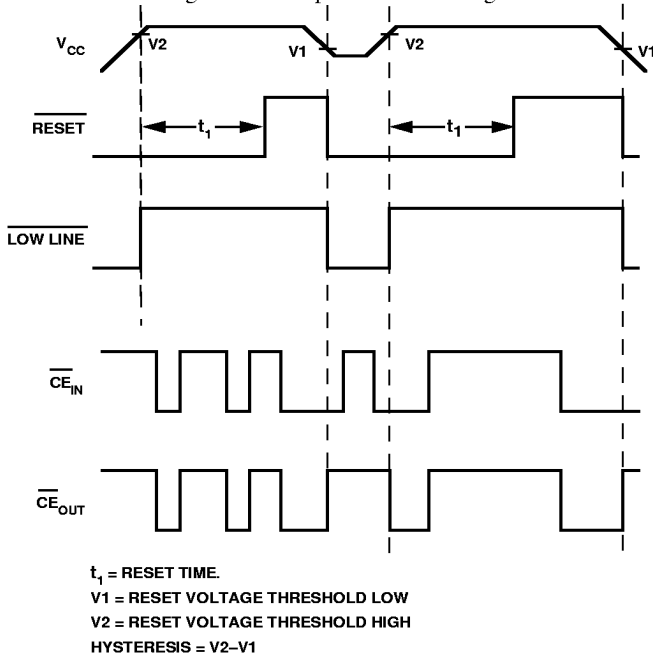 V2 V1 V2 V1
VCC
RESET t1 t1
LOW LINE
CEIN
CEOUT
t1 = RESET TIME.
V1 = RESET VOLTAGE THRESHOLD LOW
V2 = RESET VOLTAGE THRESHOLD HIGH
HYSTERESIS = V2–V1